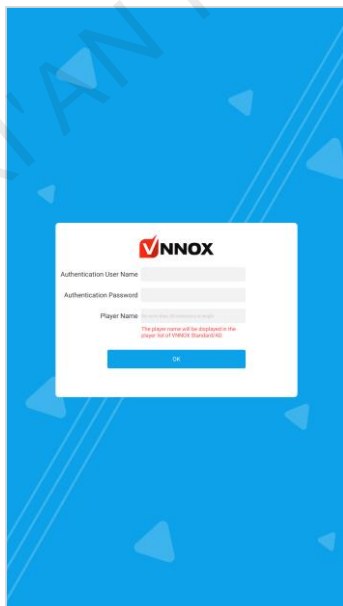 VNNOX
Authentication User Name
Authentication Password
Player Name
The player name will be displayed in the
player list of VNNOX Standard/AD.
OK